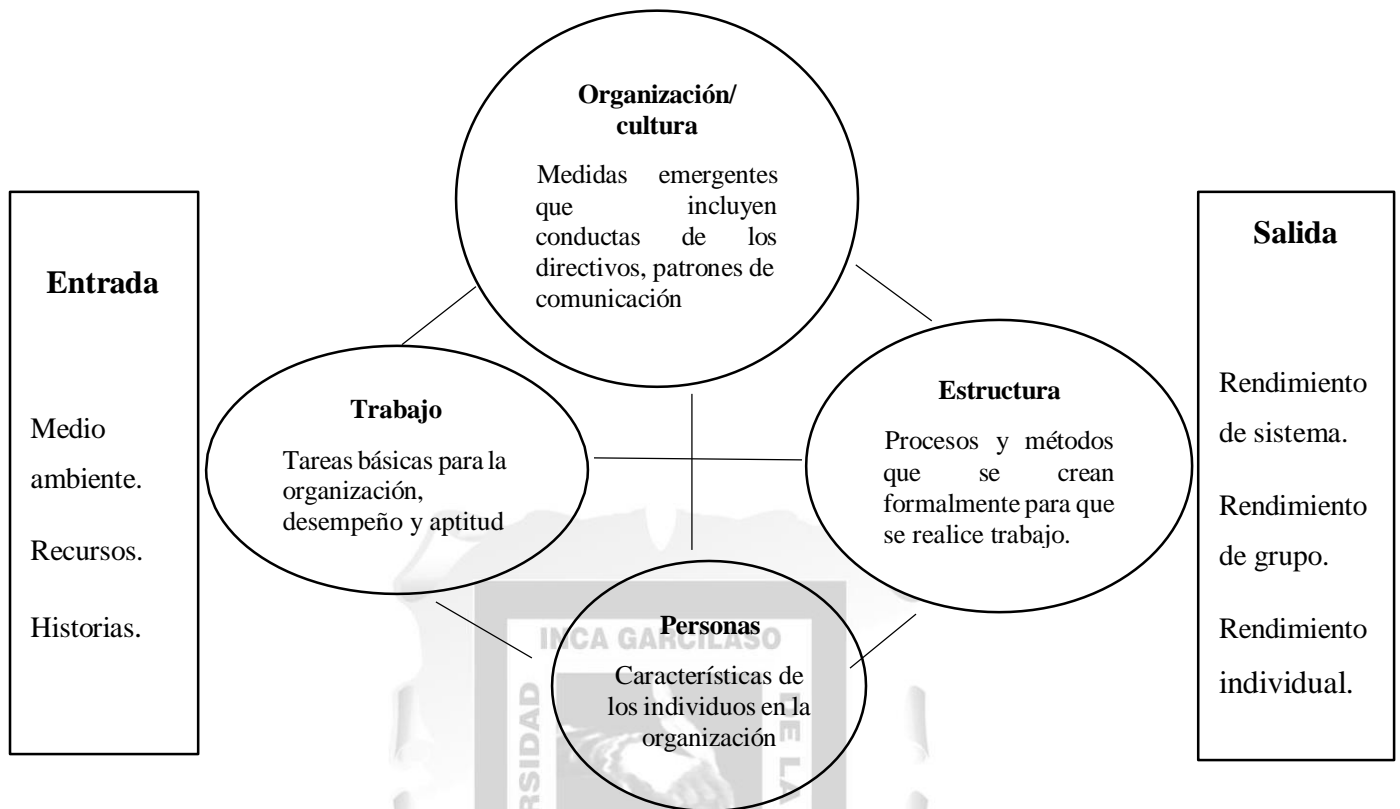 Organización/
cultura
Medidas emergentes
que incluyen
conductas de los
directivos, patrones de
comunicación
Entrada
Medio
ambiente.
Recursos.
Historias.
Trabajo
Tareas básicas para la
organización,
desempeño y aptitud
Estructura
Procesos y métodos
que se crean
formalmente para que
se realice trabajo.
Personas
Características de
los individuos en la
organización
Salida
Rendimiento
de sistema.
Rendimiento
de grupo.
Rendimiento
individual.
INCA GARCILASO
RSIDAD
DE LA